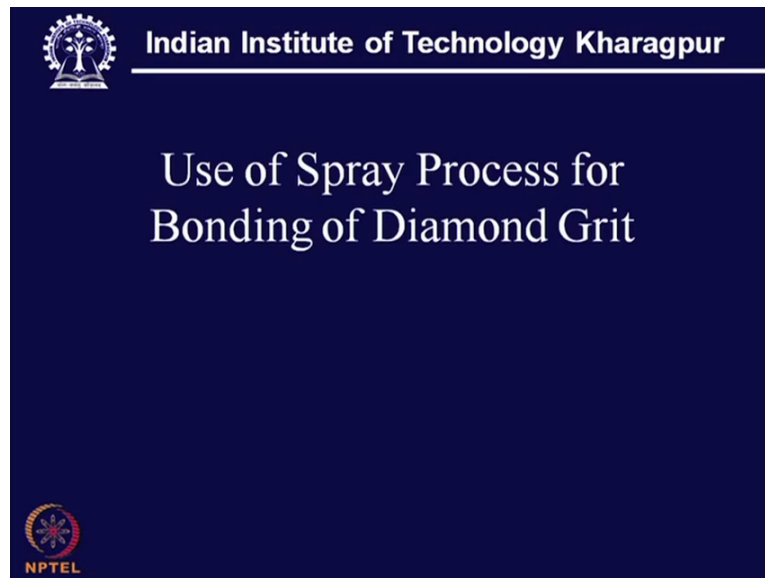 Indian Institute of Technology Kharagpur
Use of Spray Process for
Bonding of Diamond Grit
NPTEL